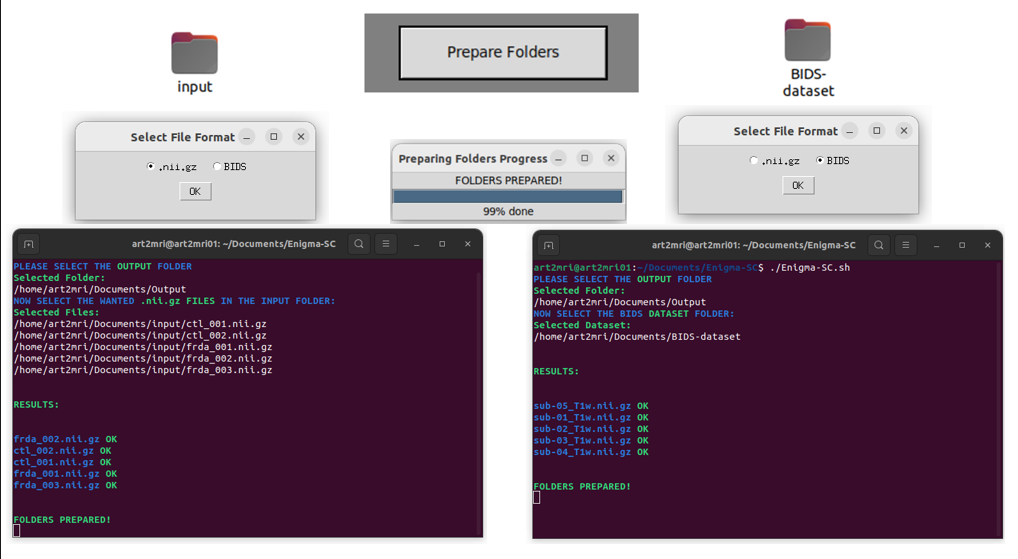 input
Prepare Folders
BIDS-
dataset
Select File Format
.nii.gz BIDS
OK
Preparing Folders Progress
FOLDERS PREPARED!
99% done
Select File Format
.nii.gz BIDS
OK
art2mri@art2mri01: ~/Documents/Enigma-SC
PLEASE SELECT THE OUTPUT FOLDER
Selected Folder:
/home/art2mri/Documents/Output
NOW SELECT THE WANTED .nii.gz FILES IN THE INPUT FOLDER:
Selected Files:
/home/art2mri/Documents/input/ctl_001.nii.gz
/home/art2mri/Documents/input/ctl_002.nii.gz
/home/art2mri/Documents/input/frda_001.nii.gz
/home/art2mri/Documents/input/frda_002.nii.gz
/home/art2mri/Documents/input/frda_003.nii.gz
RESULTS:
frda_002.nii.gz OK
ctl_002.nii.gz OK
ctl_001.nii.gz OK
frda_001.nii.gz OK
frda_003.nii.gz OK
FOLDERS PREPARED!
art2mri@art2mri01: ~/Documents/Enigma-SC
art2mri@art2mri01:~/Documents/Enigma-SC$ ./Enigma-SC.sh
PLEASE SELECT THE OUTPUT FOLDER
Selected Folder:
/home/art2mri/Documents/Output
NOW SELECT THE BIDS DATASET FOLDER:
Selected Dataset:
/home/art2mri/Documents/BIDS-dataset
RESULTS:
sub-05_T1w.nii.gz OK
sub-01_T1w.nii.gz OK
sub-02_T1w.nii.gz OK
sub-03_T1w.nii.gz OK
sub-04_T1w.nii.gz OK
FOLDERS PREPARED!